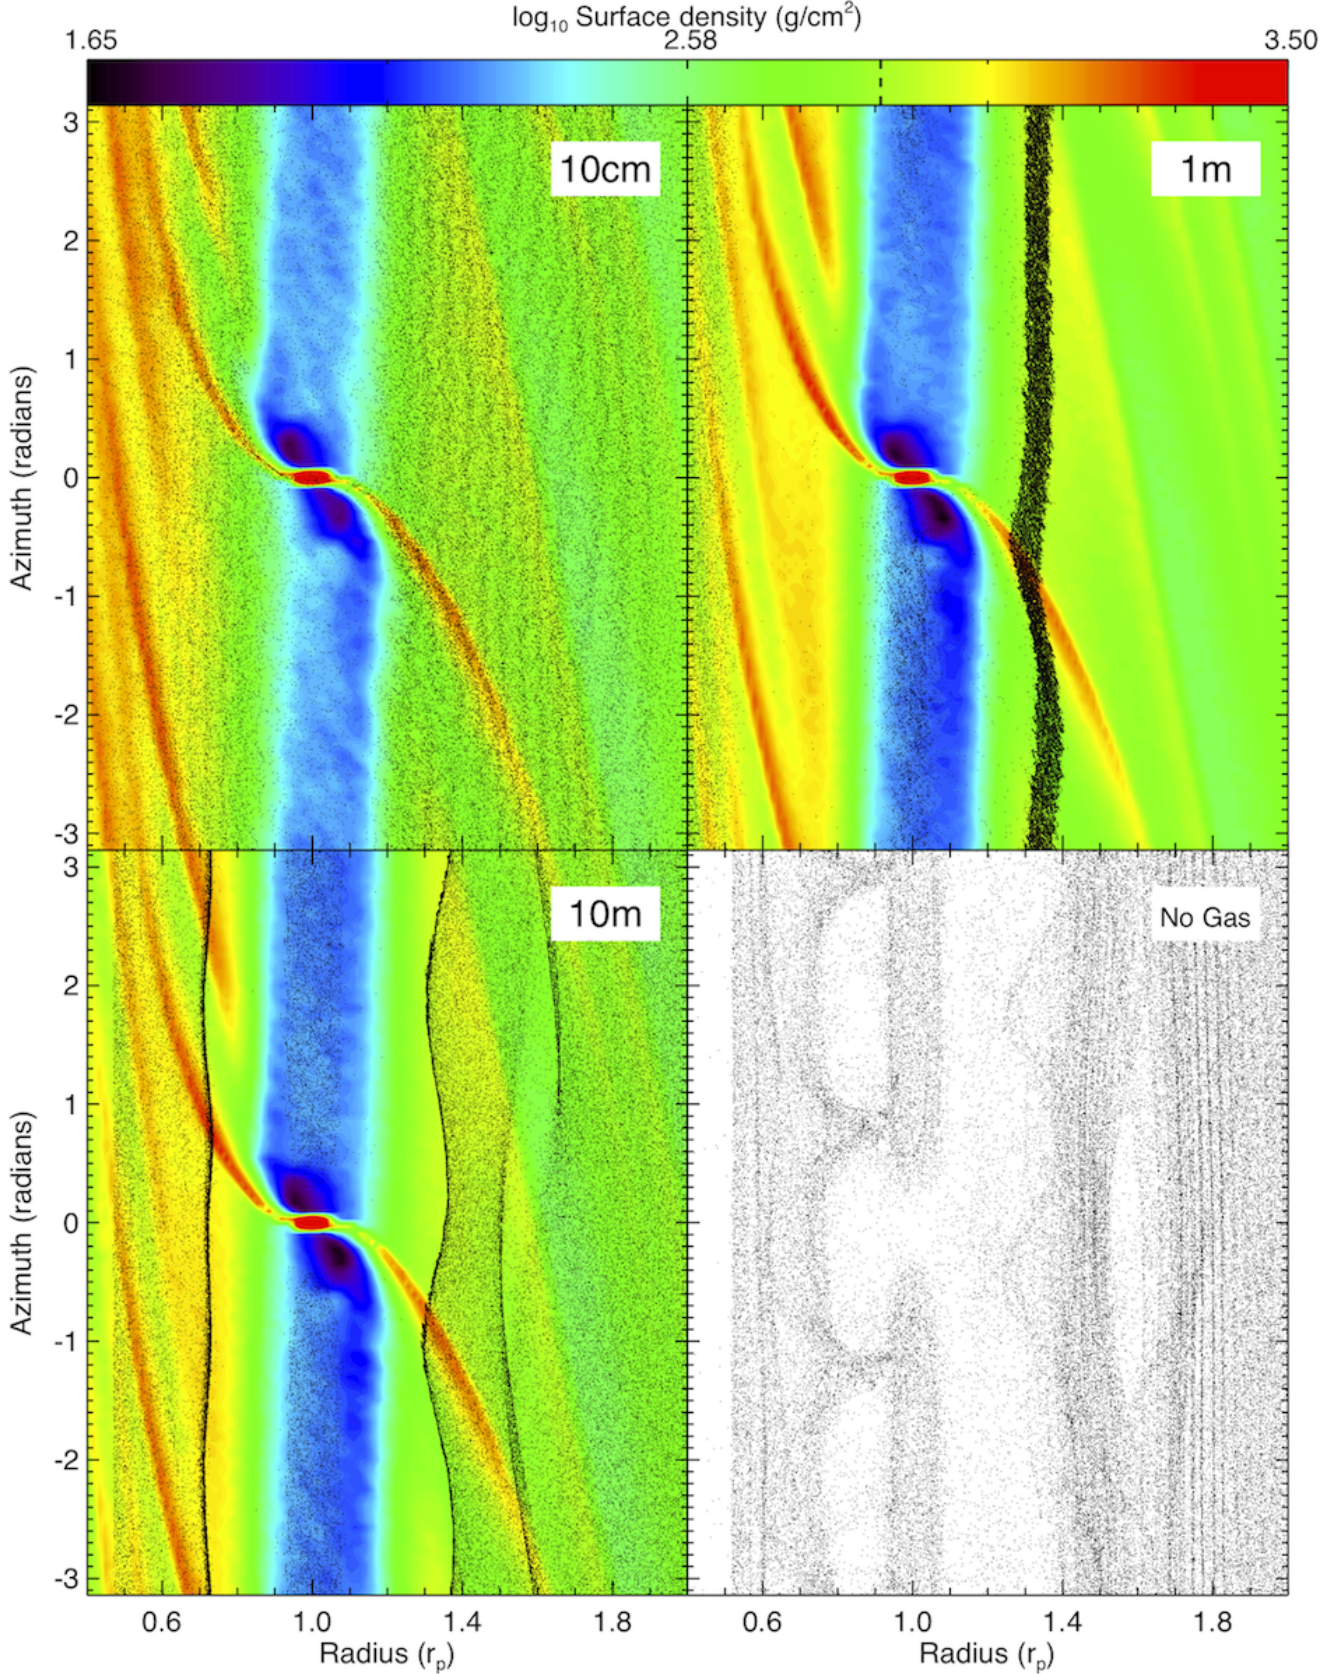 log₁₀ Surface density (g/cm²)
1.65 2.58 3.50
3
10cm
1m
2
1
0
-1
-2
-3
Azimuth (radians)
3
10m
No Gas
2
1
0
-1
-2
-3
Azimuth (radians)
0.6 1.0 1.4 1.8 0.6 1.0 1.4 1.8
Radius (rₚ) Radius (rₚ)